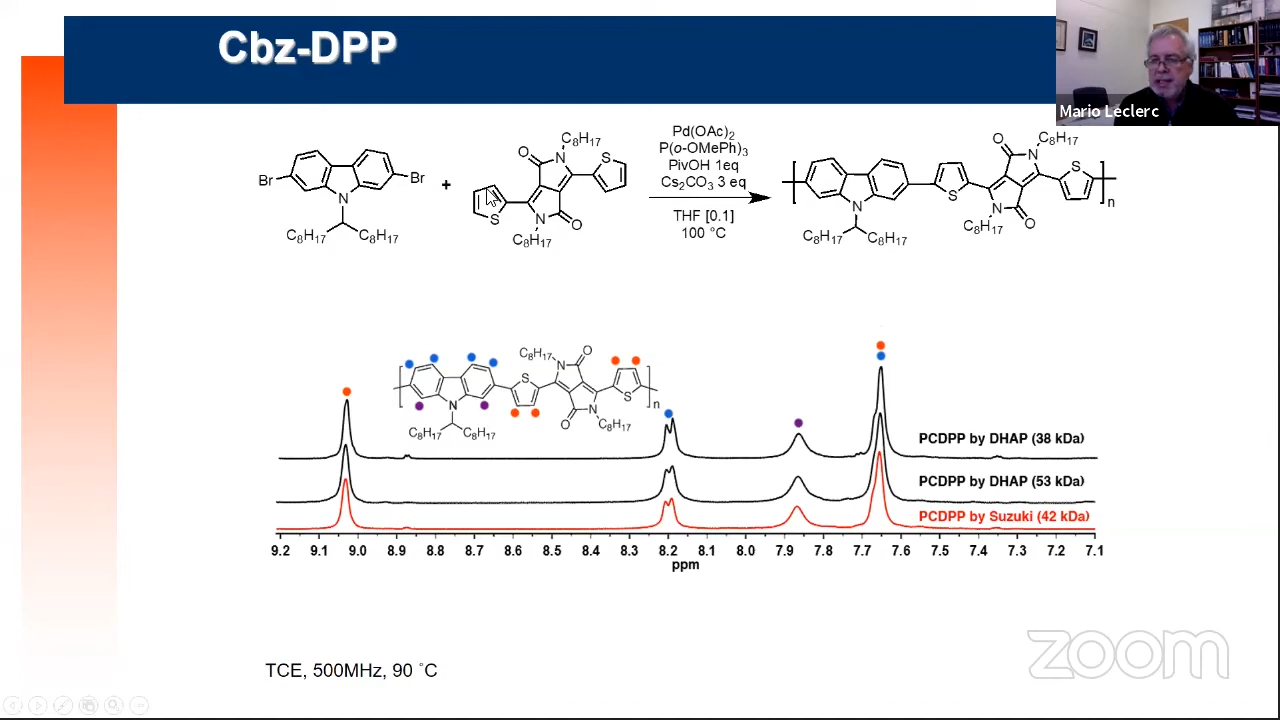 Cbz-DPP
Mario Leclerc
Br
N
Br
C8H17
C8H17
+
O
N
C8H17
S
S
N
O
C8H17
Pd(OAc)2
P(o-OMePh)3
PivOH 1eq
Cs2CO3 3 eq
THF [0.1]
100 °C
N
C8H17
C8H17
S
O
N
C8H17
S
N
O
C8H17
n
C8H17
N
O
S
S
N
O
C8H17
n
N
C8H17
C8H17
PCDPP by DHAP (38 kDa)
PCDPP by DHAP (53 kDa)
PCDPP by Suzuki (42 kDa)
9.2 9.1 9.0 8.9 8.8 8.7 8.6 8.5 8.4 8.3 8.2 8.1 8.0 7.9 7.8 7.7 7.6 7.5 7.4 7.3 7.2 7.1
ppm
TCE, 500MHz, 90 °C
zoom